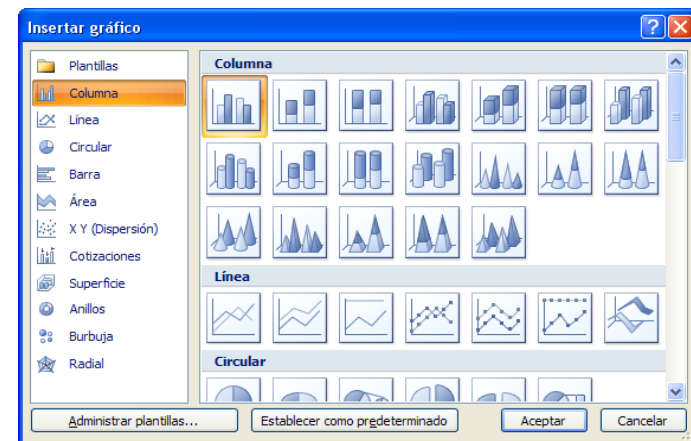 Insertar gráfico
Plantillas
Columna
Línea
Circular
Barra
Área
X Y (Dispersión)
Cotizaciones
Superficie
Anillos
Burbuja
Radial
Columna
Línea
Circular
Administrar plantillas...
Establecer como predeterminado
Aceptar
Cancelar